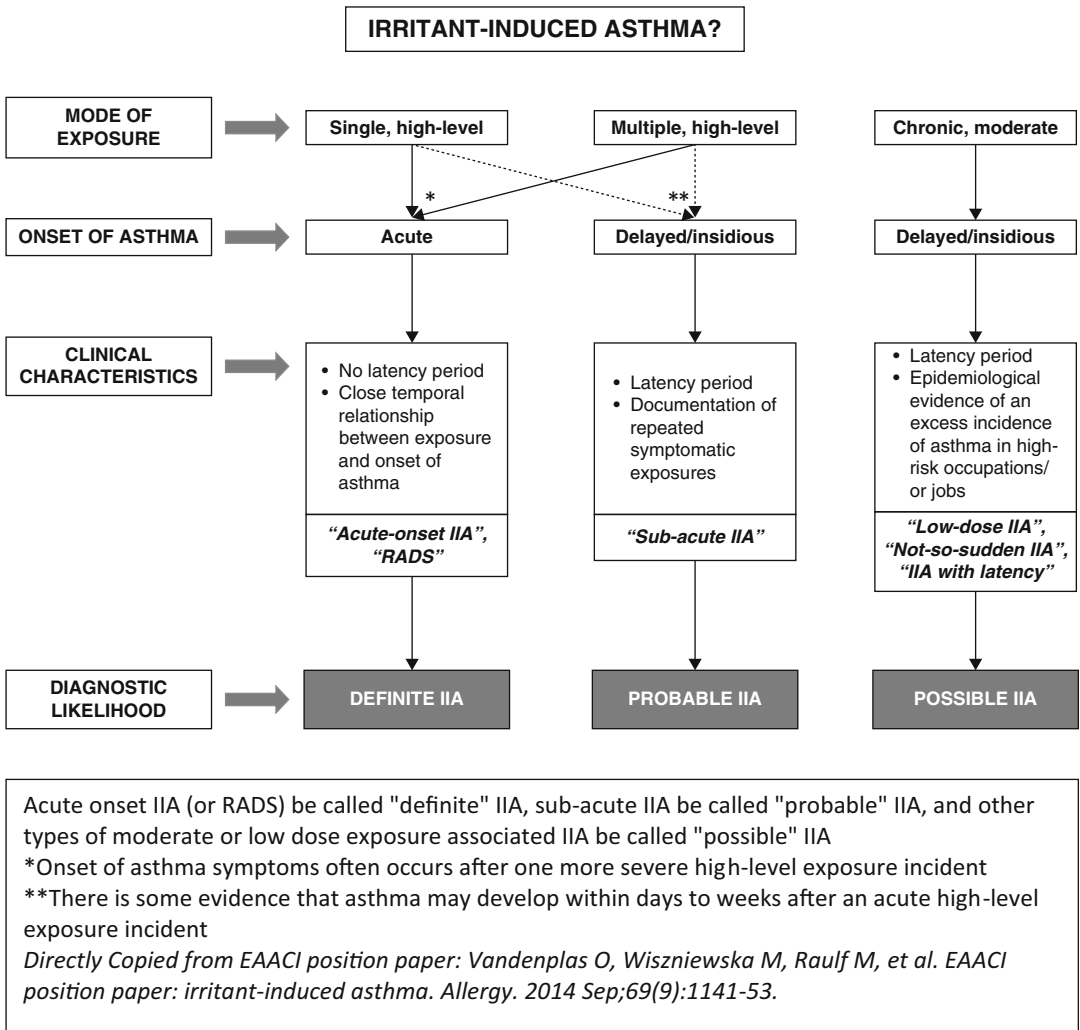 IRRITANT-INDUCED ASTHMA?
MODE OF
EXPOSURE
Single, high-level
Multiple, high-level
Chronic, moderate
*
**
ONSET OF ASTHMA
Acute
Delayed/insidious
Delayed/insidious
CLINICAL
CHARACTERISTICS
• No latency period
• Close temporal
relationship
between exposure
and onset of
asthma
• Latency period
• Documentation of
repeated
symptomatic
exposures
• Latency period
• Epidemiological
evidence of an
excess incidence
of asthma in high-
risk occupations/
or jobs
“Acute-onset IIA”,
“RADS”
“Sub-acute IIA”
“Low-dose IIA”,
“Not-so-sudden IIA”,
“IIA with latency”
DIAGNOSTIC
LIKELIHOOD
DEFINITE IIA
PROBABLE IIA
POSSIBLE IIA
Acute onset IIA (or RADS) be called "definite" IIA, sub-acute IIA be called "probable" IIA, and other
types of moderate or low dose exposure associated IIA be called "possible" IIA
*Onset of asthma symptoms often occurs after one more severe high-level exposure incident
**There is some evidence that asthma may develop within days to weeks after an acute high-level
exposure incident
Directly Copied from EAACI position paper: Vandenplas O, Wiszniewska M, Raulf M, et al. EAACI
position paper: irritant-induced asthma. Allergy. 2014 Sep;69(9):1141-53.